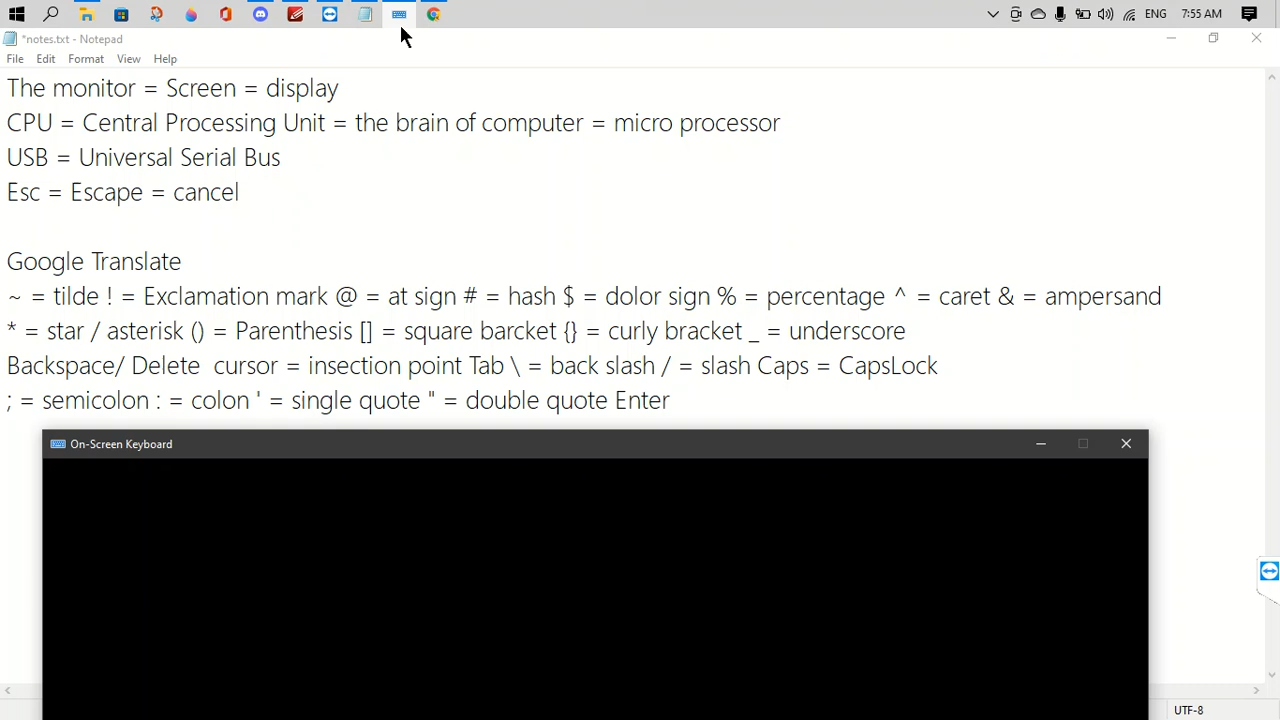 ENG 7:55 AM
*notes.txt - Notepad
File Edit Format View Help
The monitor = Screen = display
CPU = Central Processing Unit = the brain of computer = micro processor
USB = Universal Serial Bus
Esc = Escape = cancel
Google Translate
~ = tilde ! = Exclamation mark @ = at sign # = hash $ = dolor sign % = percentage ^ = caret & = ampersand
* = star / asterisk () = Parenthesis [] = square barcket {} = curly bracket _ = underscore
Backspace/ Delete  cursor = insection point Tab \ = back slash / = slash Caps = CapsLock
; = semicolon : = colon ' = single quote " = double quote Enter
On-Screen Keyboard
UTF-8